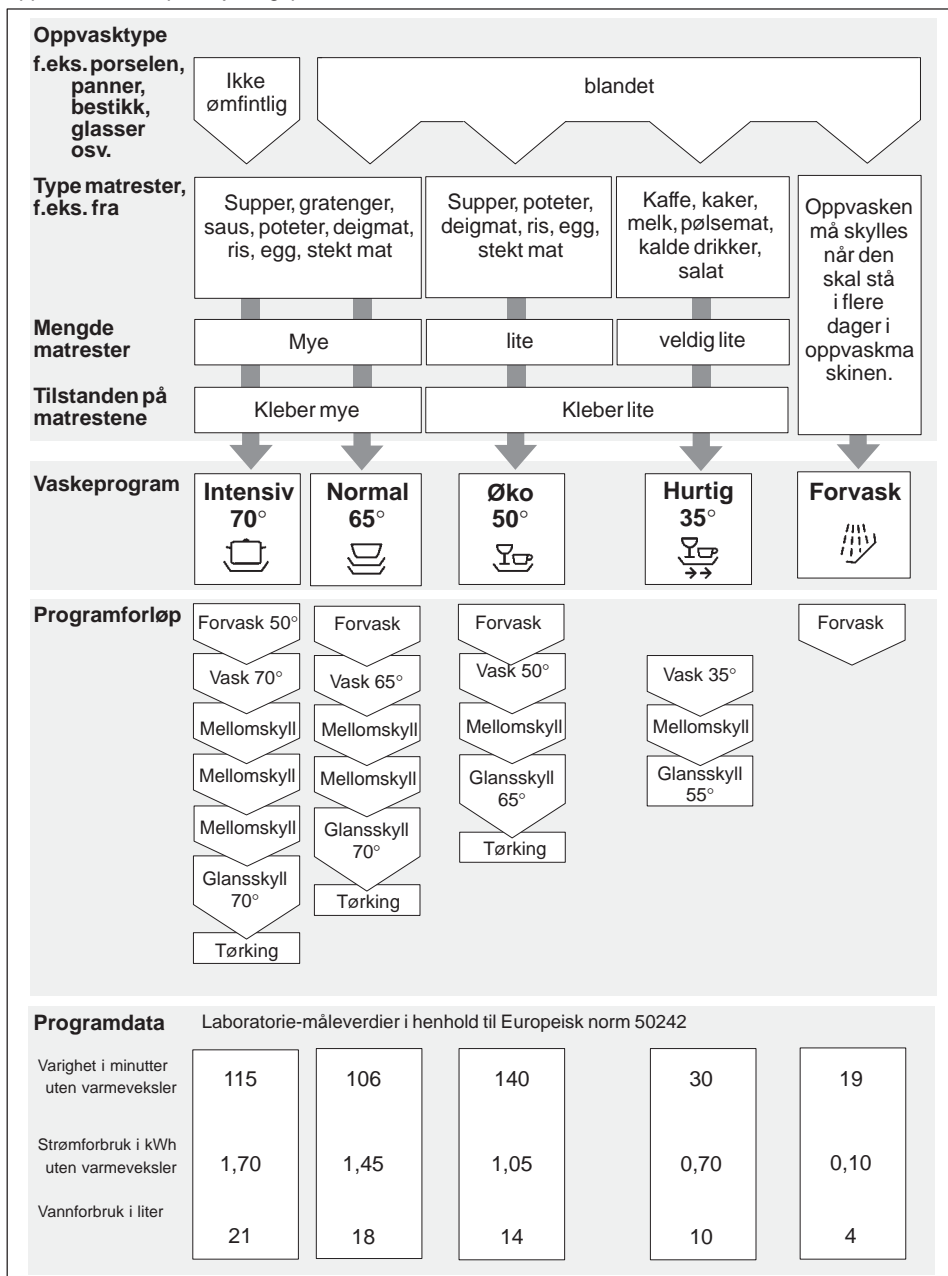 Oppvasktype
f.eks. porselen,
panner,
bestikk,
glasser
osv.
Ikke
ømfintlig
blandet
Type matrester,
f.eks. fra
Supper, gratenger,
saus, poteter, deigmat,
ris, egg, stekt mat
Supper, poteter,
deigmat, ris, egg,
stekt mat
Kaffe, kaker,
melk, pølsemat,
kalde drikker,
salat
Oppvasken
må skylles
når den
skal stå
i flere
dager i
oppvaskma
skinen.
Mengde
matrester
Mye
lite
veldig lite
Tilstanden på
matrestene
Kleber mye
Kleber lite
Vaskeprogram
Intensiv
70°
Normal
65°
Øko
50°
Hurtig
35°
Forvask
Programforløp
Forvask 50°
Vask 70°
Mellomskyll
Mellomskyll
Mellomskyll
Glansskyll
70°
Tørking
Forvask
Vask 65°
Mellomskyll
Mellomskyll
Glansskyll
70°
Tørking
Forvask
Vask 50°
Mellomskyll
Glansskyll
65°
Tørking
Vask 35°
Mellomskyll
Glansskyll
55°
Forvask
Programdata
Laboratorie-måleverdier i henhold til Europeisk norm 50242
Varighet i minutter
uten varmeveksler
115 106 140 30 19
Strømforbruk i kWh
uten varmeveksler
1,70 1,45 1,05 0,70 0,10
Vannforbruk i liter
21 18 14 10 4